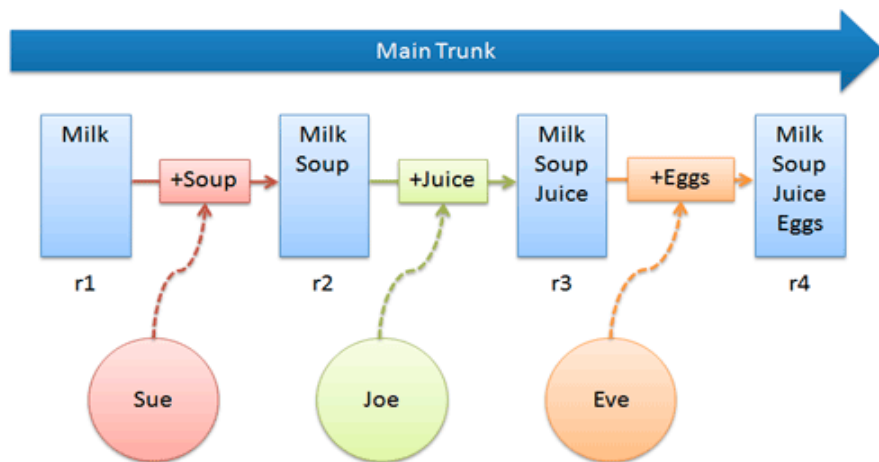 Main Trunk
Milk
+Soup
Milk
Soup
+Juice
Milk
Soup
Juice
+Eggs
Milk
Soup
Juice
Eggs
r1
r2
r3
r4
Sue
Joe
Eve